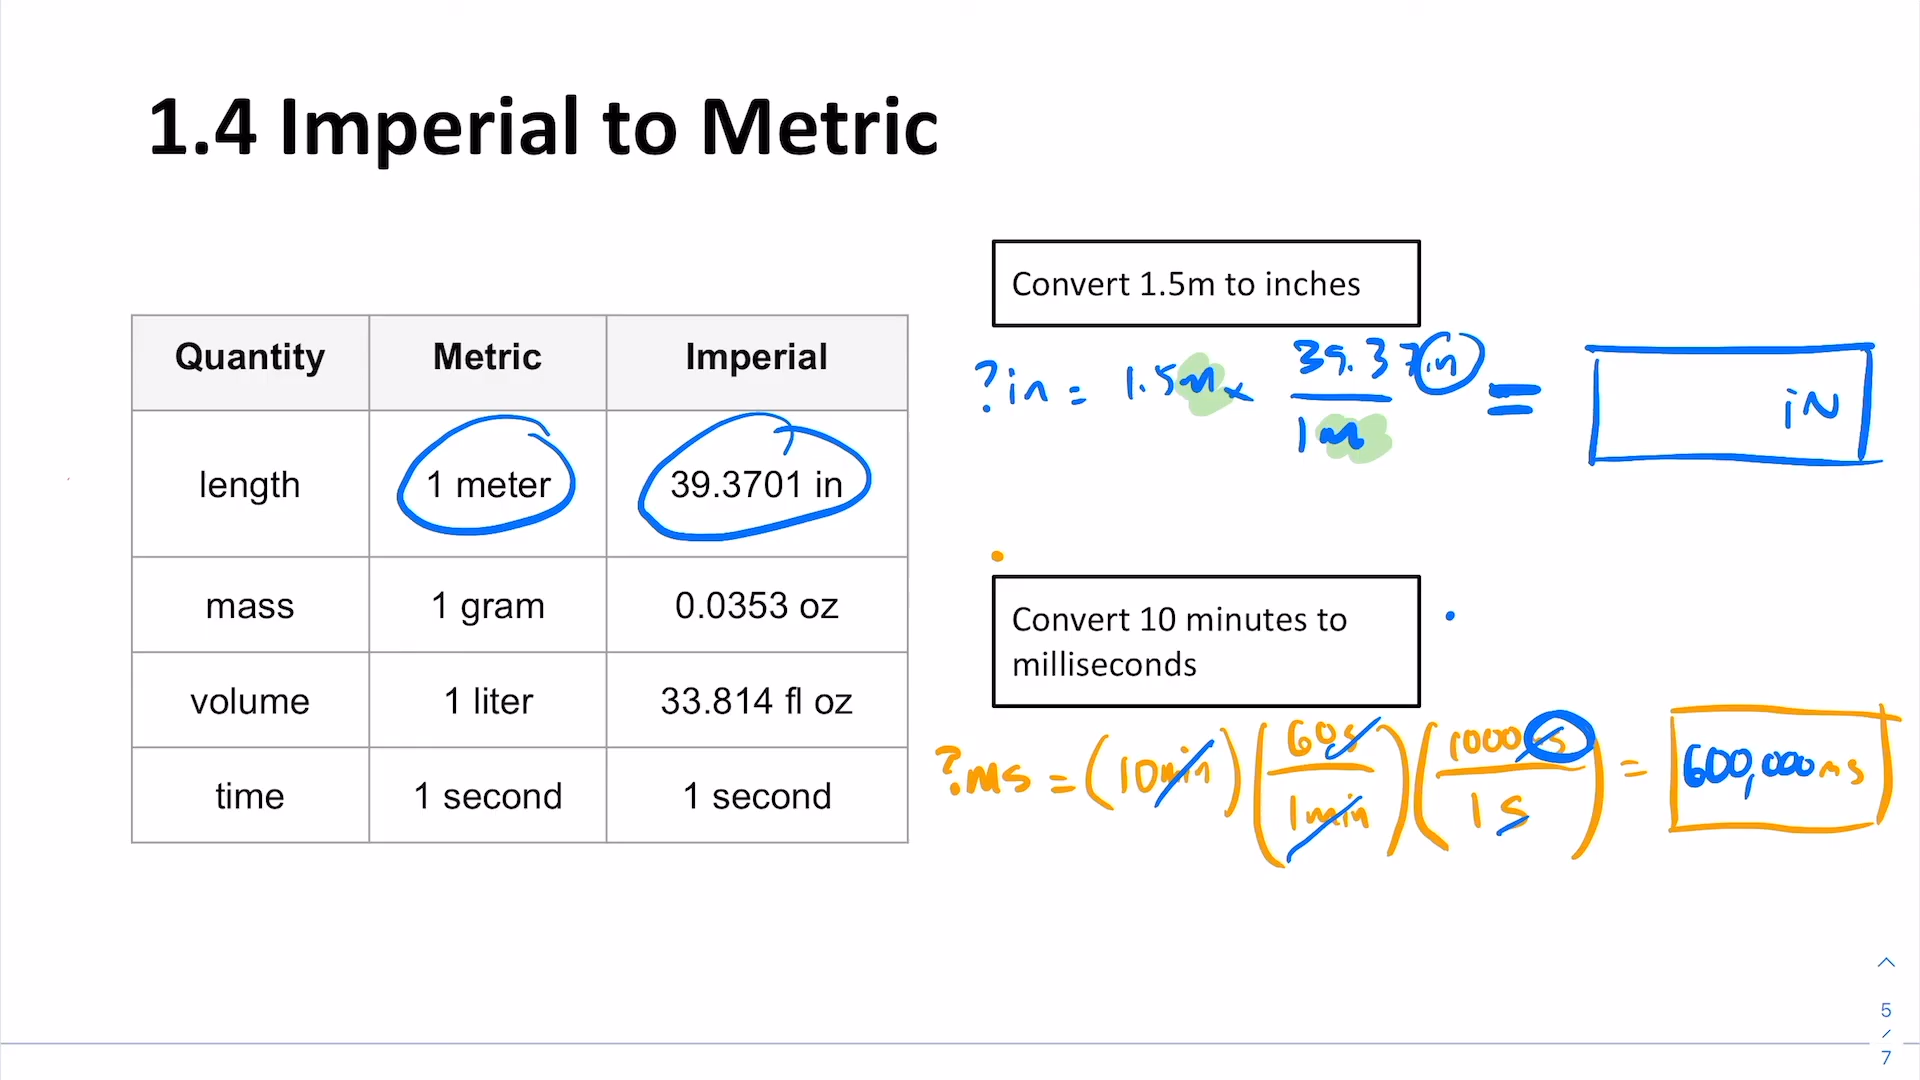 1.4 Imperial to Metric
Quantity Metric Imperial
length 1 meter 39.3701 in
mass 1 gram 0.0353 oz
volume 1 liter 33.814 fl oz
time 1 second 1 second
Convert 1.5m to inches
?in = 1.5m x 39.37in / 1m = iN
Convert 10 minutes to
milliseconds
?ms = (10min) (60s / 1min) (1000ms / 1s) = 600,000ms
5
/
7